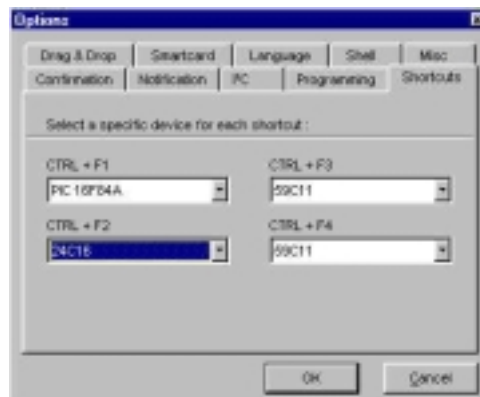 Options
Drag & Drop Smartcard Language Shell Misc
Confirmation Notification I²C Programming Shortcuts
Select a specific device for each shortcut :
CTRL + F1 CTRL + F3
PIC 16F84A 59C11
CTRL + F2 CTRL + F4
24C16 59C11
OK Cancel